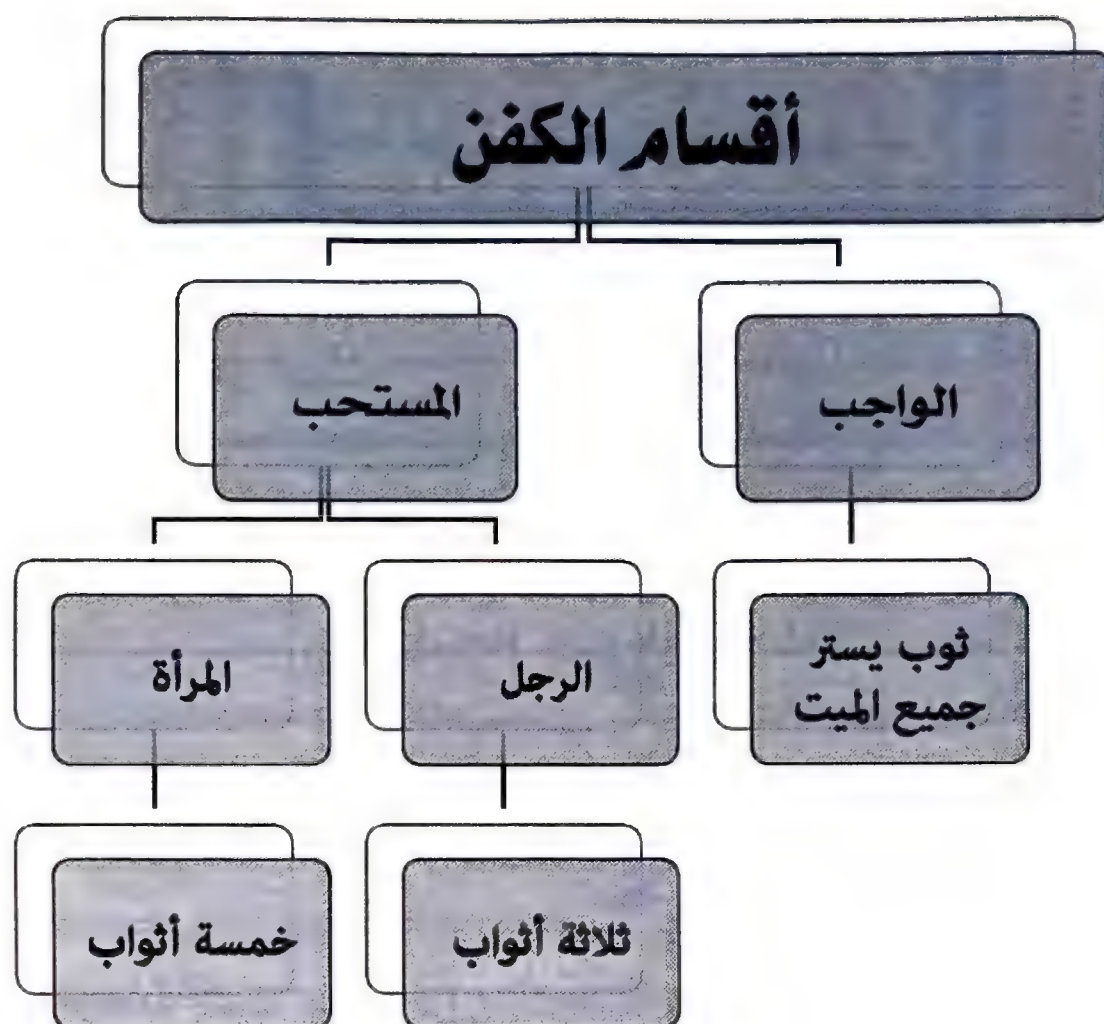 أقسام الكفن
الواجب
المستحب
ثوب يستر
جميع الميت
الرجل
المرأة
ثلاثة أثواب
خمسة أثواب